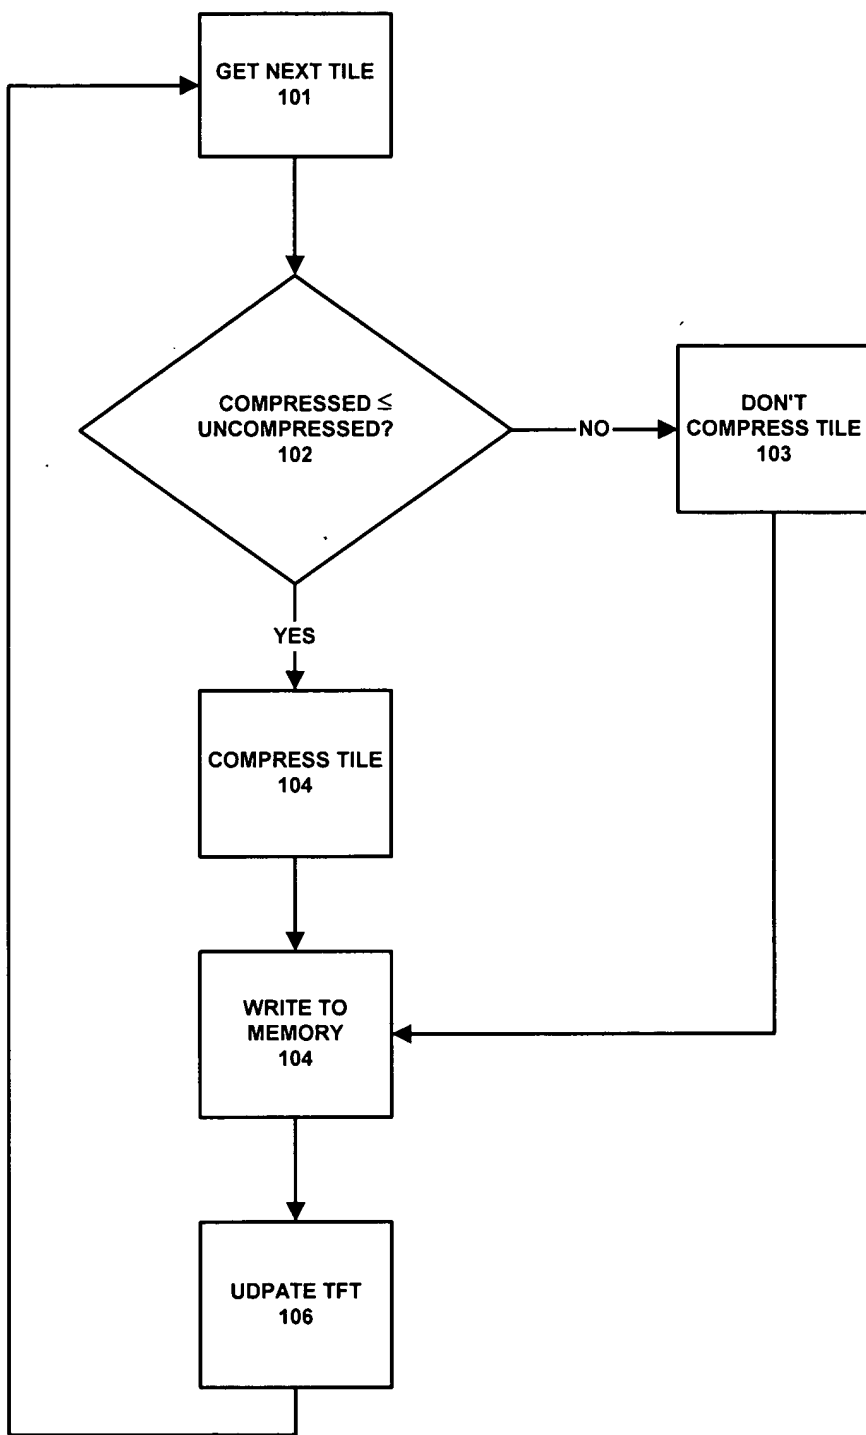 GET NEXT TILE
101
COMPRESSED ≤
UNCOMPRESSED?
102
NO
DON'T
COMPRESS TILE
103
YES
COMPRESS TILE
104
WRITE TO
MEMORY
104
UDPATE TFT
106